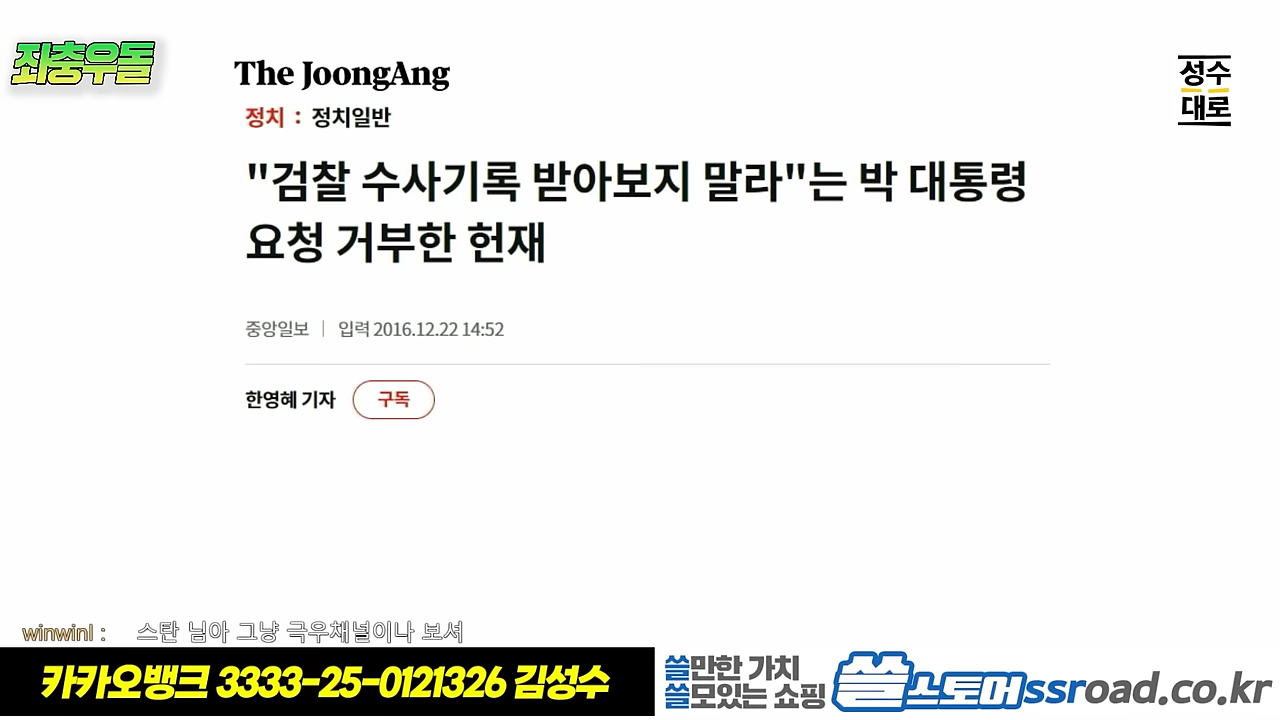 좌충우돌
The JoongAng
성수
대로
정치 : 정치일반
"검찰 수사기록 받아보지 말라"는 박 대통령
요청 거부한 헌재
중앙일보 | 입력 2016.12.22 14:52
한영혜 기자 구독
winwinl : 스탄 님아 그냥 극우채널이나 보셔
카카오뱅크 3333-25-0121326 김성수
쓸만한 가치
쓸모있는 쇼핑
쓸스토어 ssroad.co.kr